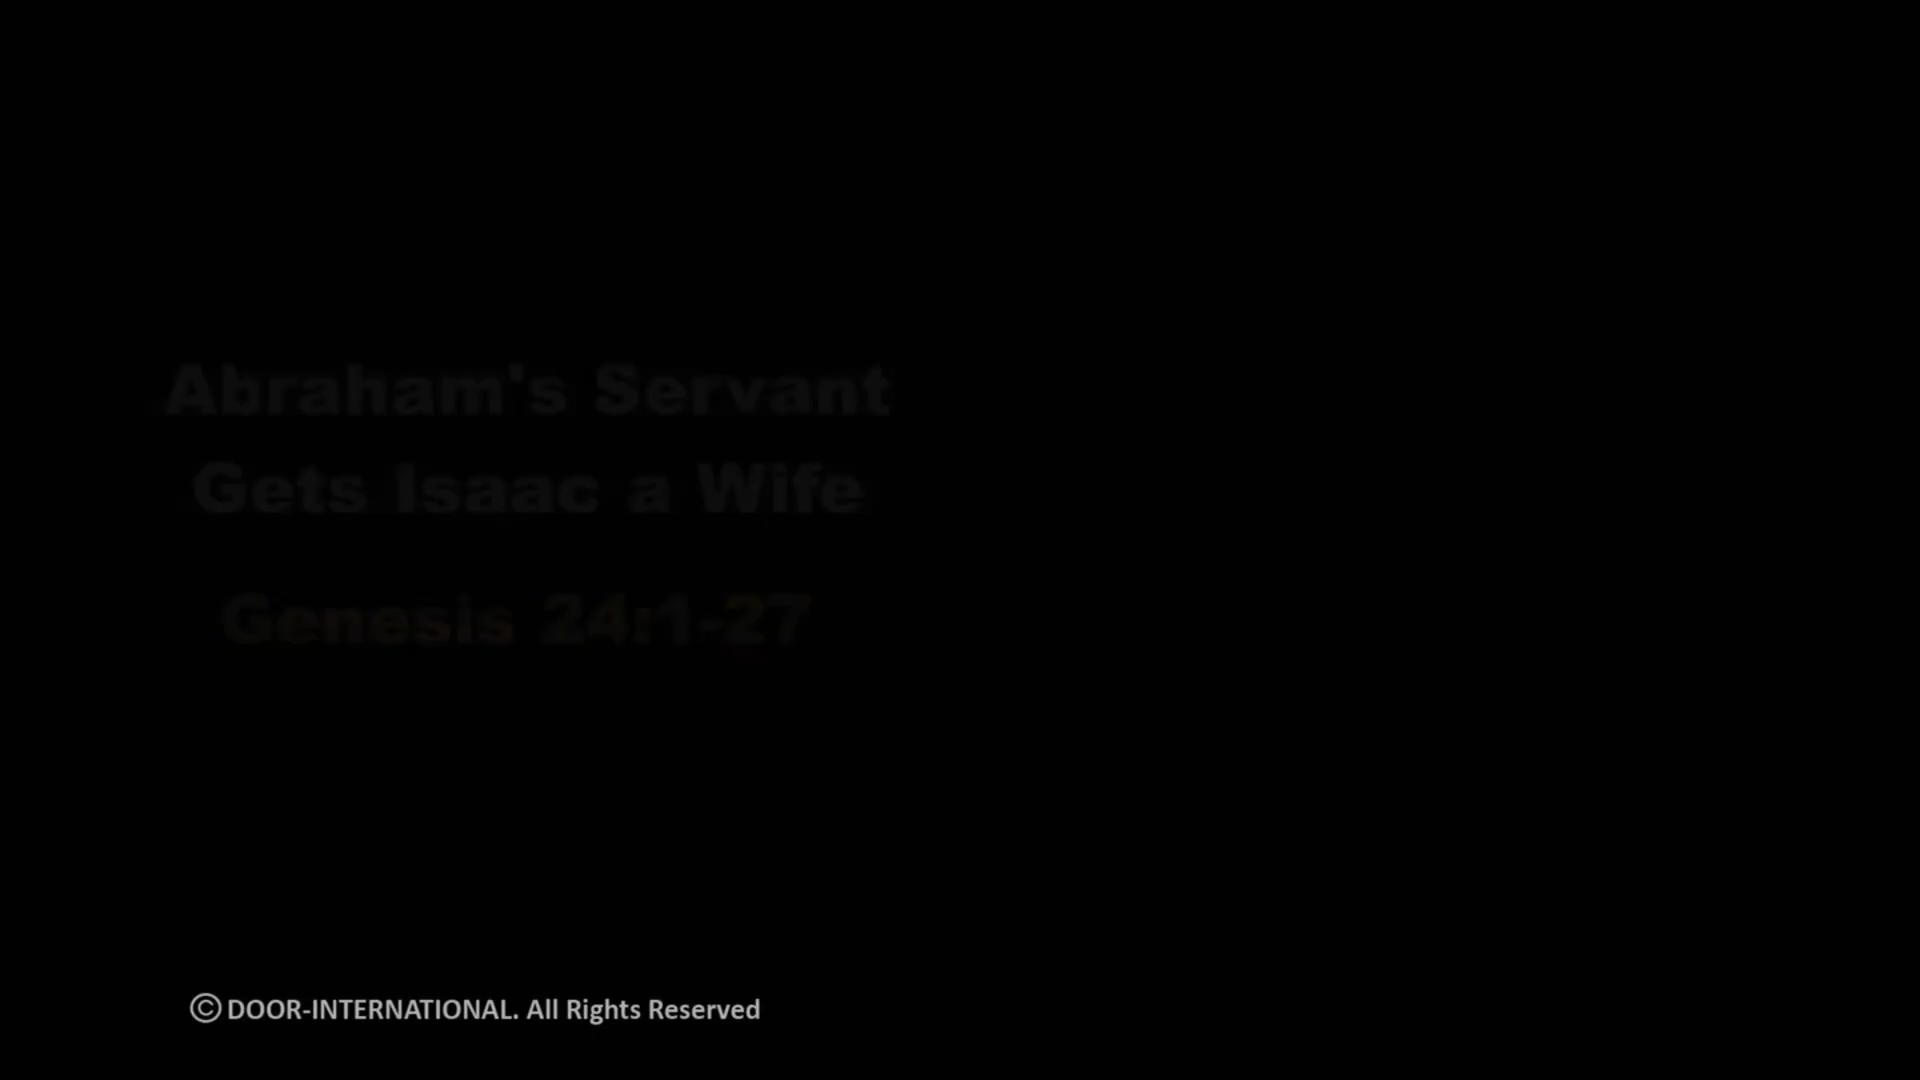 Abraham's Servant
Gets Isaac a Wife
Genesis 24:1-27
© DOOR-INTERNATIONAL. All Rights Reserved